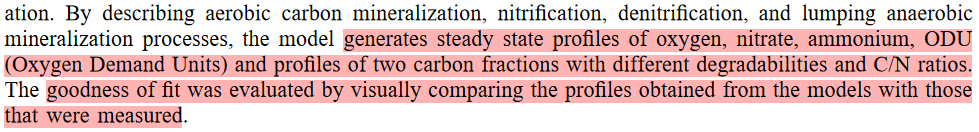 ation. By describing aerobic carbon mineralization, nitrification, denitrification, and lumping anaerobic
mineralization processes, the model generates steady state profiles of oxygen, nitrate, ammonium, ODU
(Oxygen Demand Units) and profiles of two carbon fractions with different degradabilities and C/N ratios.
The goodness of fit was evaluated by visually comparing the profiles obtained from the models with those
that were measured.